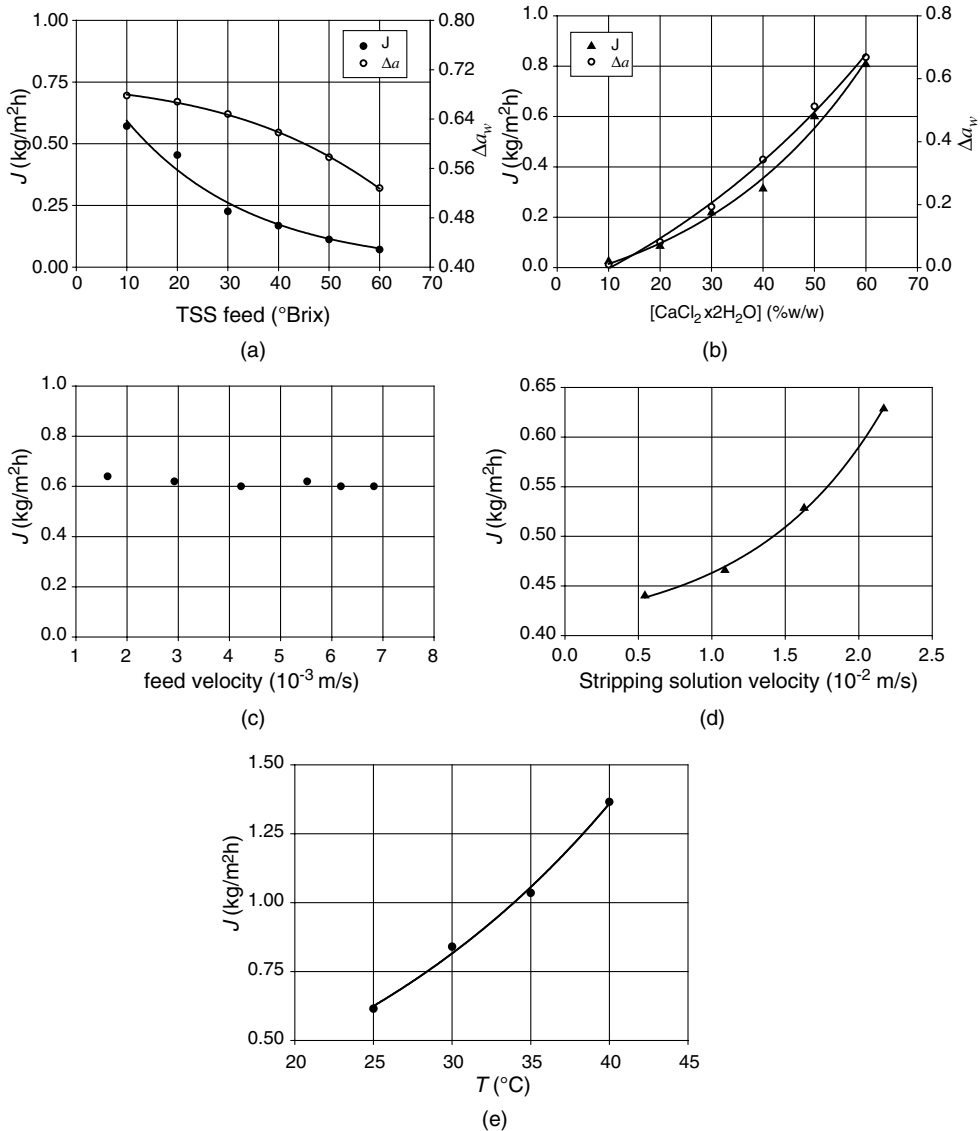 1.00
0.75
0.50
0.25
0.00
J (kg/m²h)
0.80
0.72
0.64
0.56
0.48
0.40
Δaw
J
Δa
0 10 20 30 40 50 60 70
TSS feed (°Brix)
(a)
1.0
0.8
0.6
0.4
0.2
0.0
J (kg/m²h)
0.8
0.6
0.4
0.2
0.0
Δaw
J
Δa
0 10 20 30 40 50 60 70
[CaCl₂x2H₂O] (%w/w)
(b)
1.0
0.8
0.6
0.4
0.2
0.0
J (kg/m²h)
1 2 3 4 5 6 7 8
feed velocity (10⁻³ m/s)
(c)
0.65
0.60
0.55
0.50
0.45
0.40
J (kg/m²h)
0.0 0.5 1.0 1.5 2.0 2.5
Stripping solution velocity (10⁻² m/s)
(d)
1.50
1.25
1.00
0.75
0.50
J (kg/m²h)
20 25 30 35 40 45
T (°C)
(e)